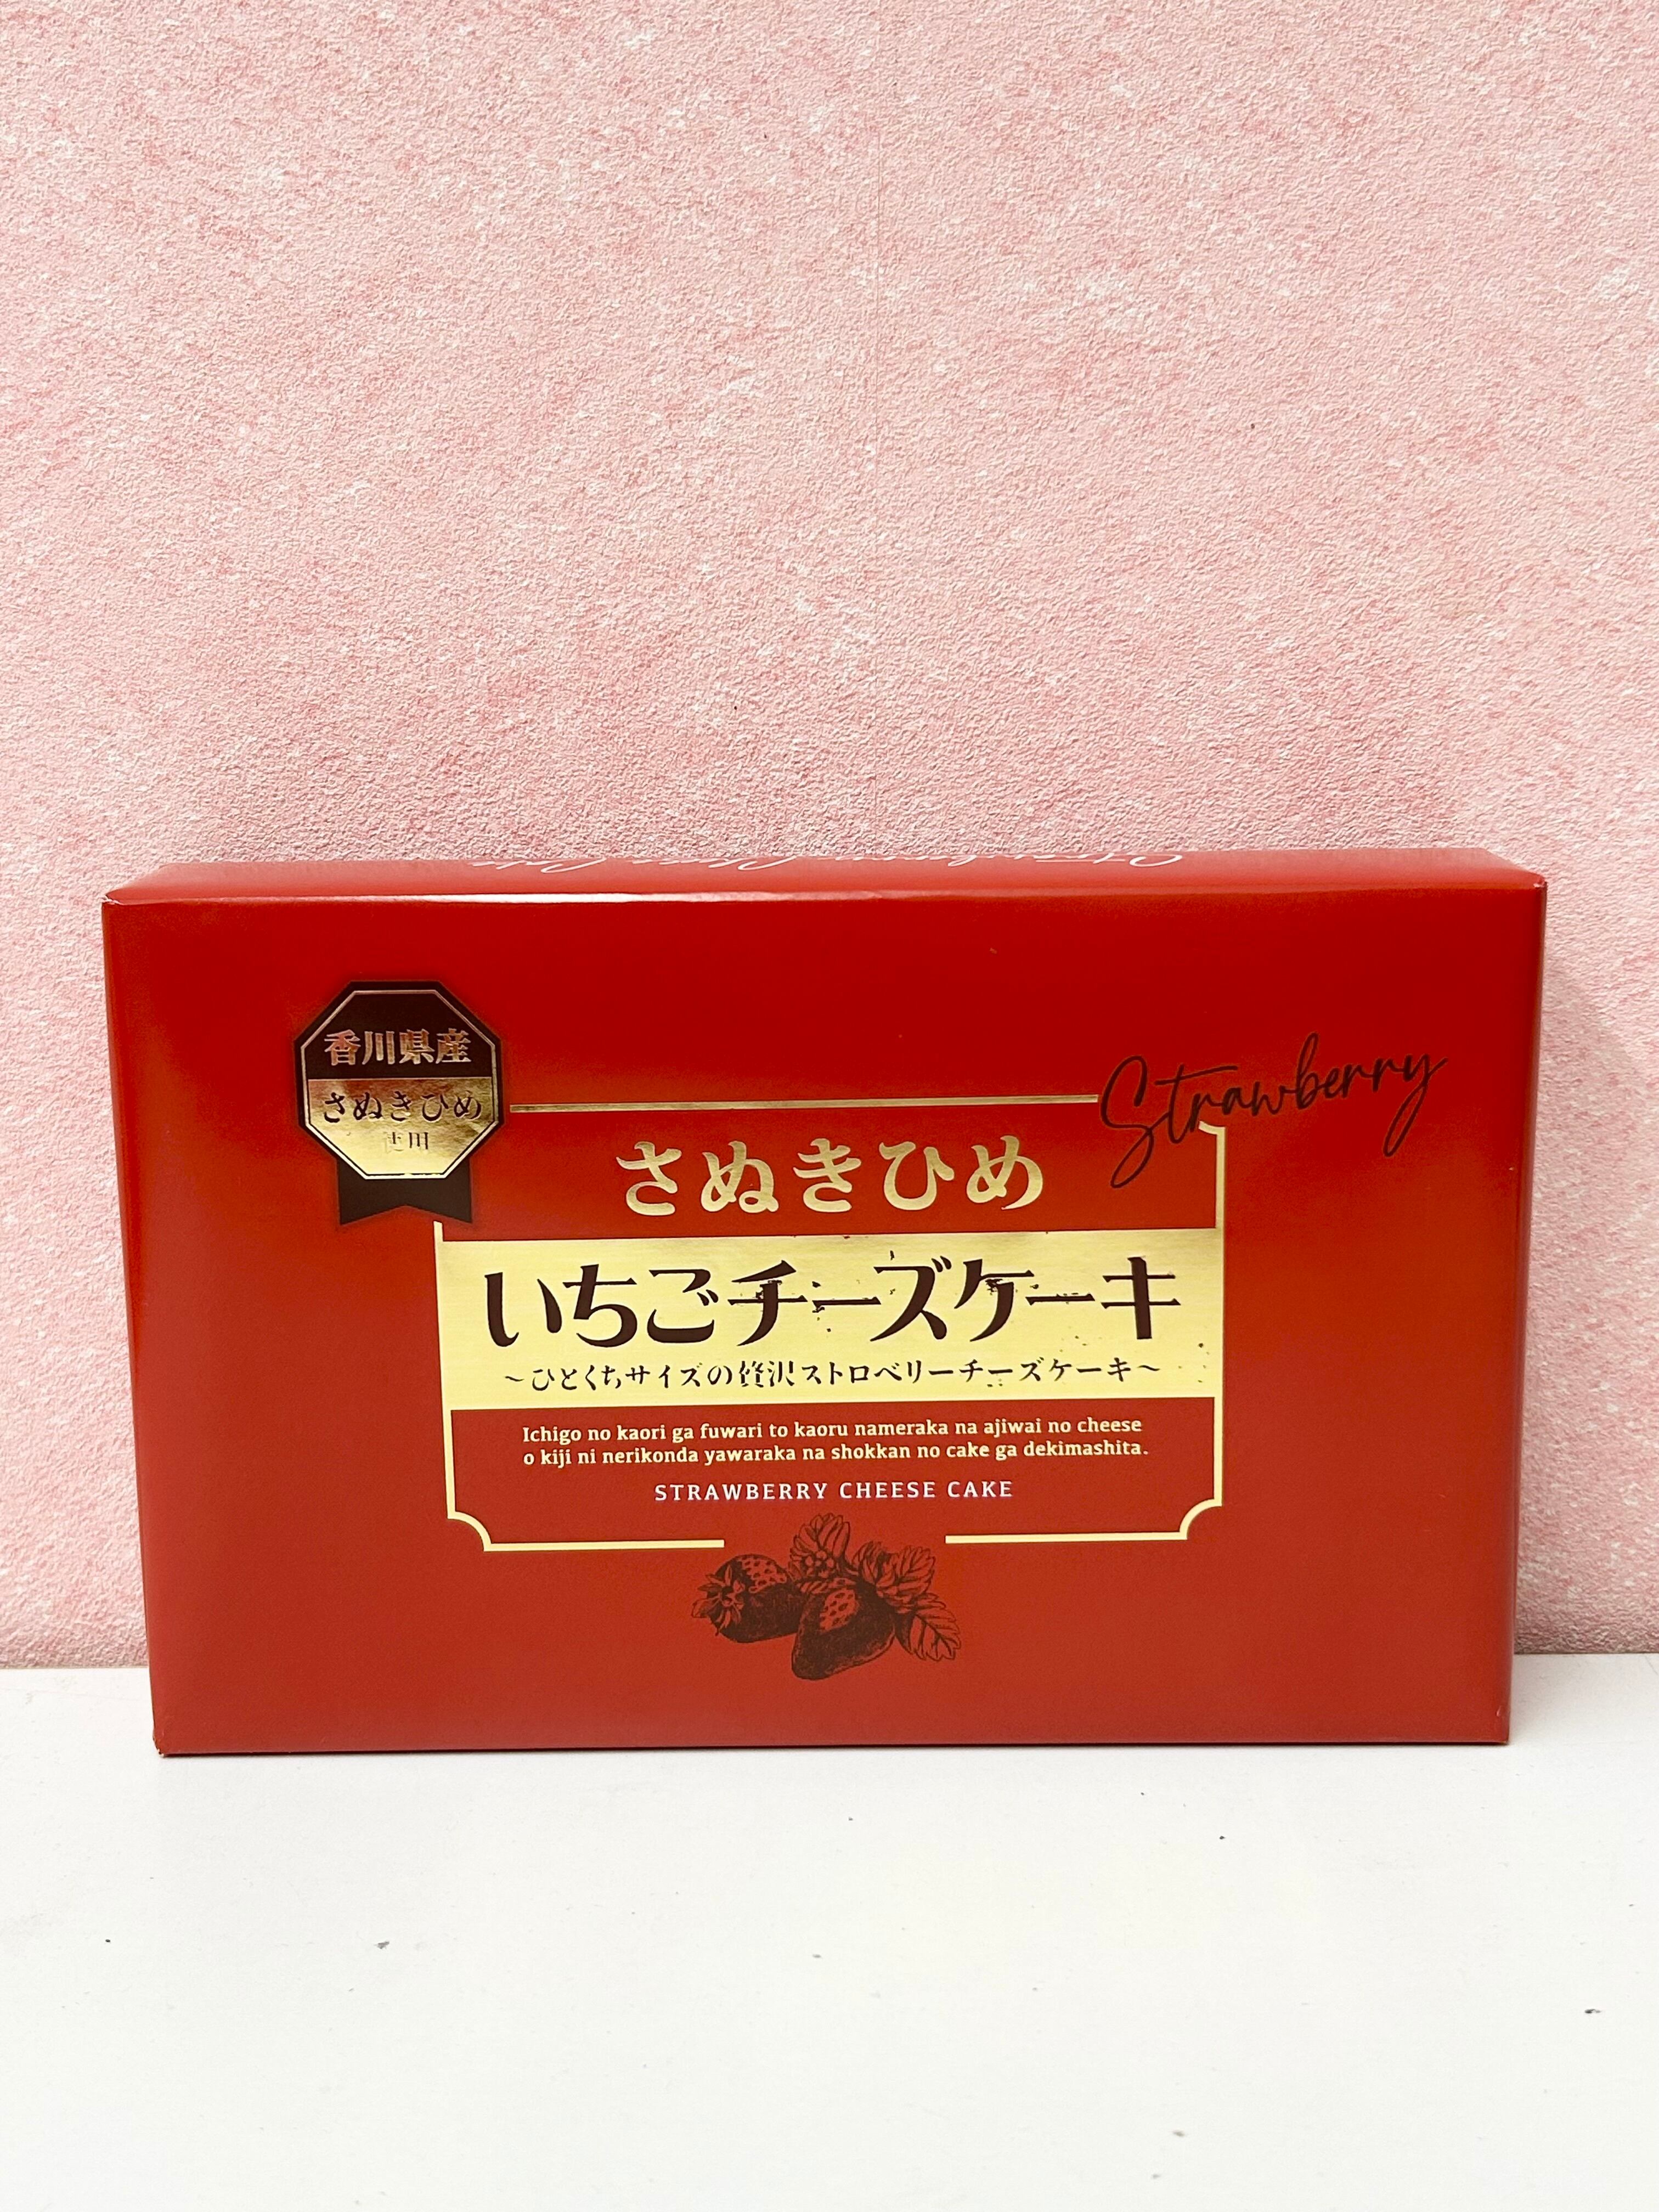 香川県産
さぬきひめ
使用
Strawberry
さぬきひめ
いちごチーズケーキ
~ひとくちサイズの贅沢ストロベリーチーズケーキ~
Ichigo no kaori ga fuwari to kaoru nameraka na ajiwai no cheese
o kiji ni nerikonda yawaraka na shokkan no cake ga dekimashita.
STRAWBERRY CHEESE CAKE